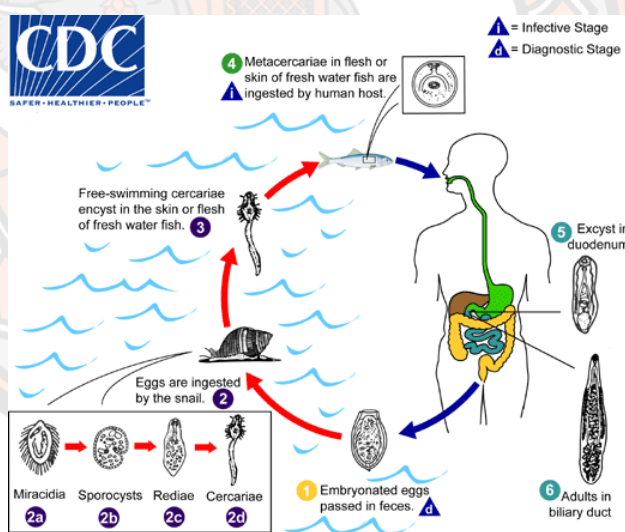 CDC
SAFER•HEALTHIER•PEOPLE™
i = Infective Stage
d = Diagnostic Stage
4 Metacercariae in flesh or
skin of fresh water fish are
i ingested by human host.
Free-swimming cercariae
encyst in the skin or flesh
of fresh water fish. 3
5 Excyst in
duodenum
Eggs are ingested
by the snail. 2
Miracidia Sporocysts Rediae Cercariae
2a 2b 2c 2d
1 Embryonated eggs
passed in feces. d
6 Adults in
biliary duct